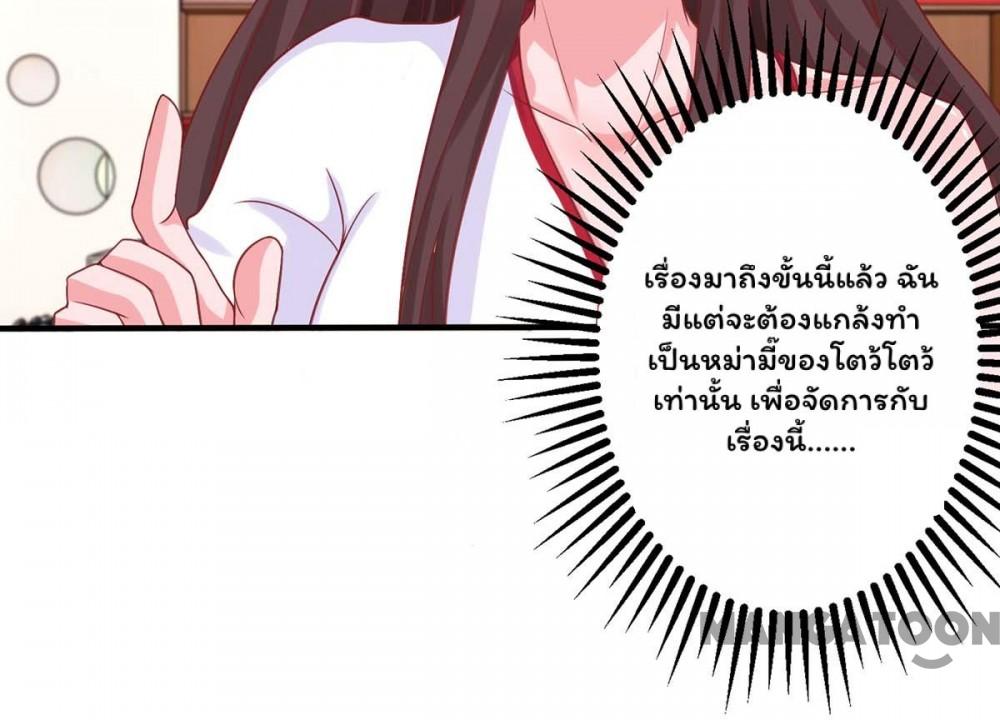 เรื่องมาถึงขั้นนี้แล้ว ฉัน
มีแต่จะต้องแกล้งทำ
เป็นหม่ามี๊ของโตว้โตว้
เท่านั้น เพื่อจัดการกับ
เรื่องนี้......
MANGATOON